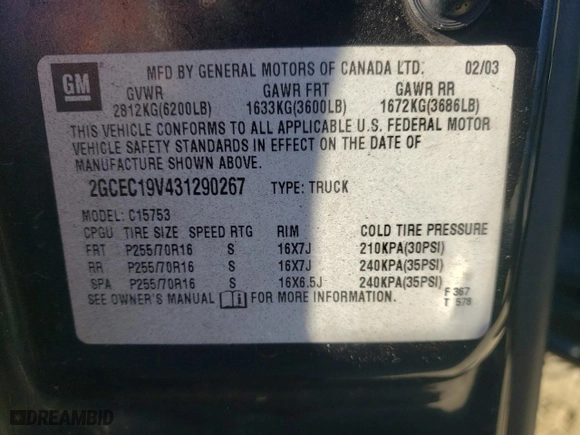 GM
MFD BY GENERAL MOTORS OF CANADA LTD. 02/03
GVWR GAWR FRT GAWR RR
2812KG(6200LB) 1633KG(3600LB) 1672KG(3686LB)
THIS VEHICLE CONFORMS TO ALL APPLICABLE U.S. FEDERAL MOTOR
VEHICLE SAFETY STANDARDS IN EFFECT ON THE DATE OF
MANUFACTURE SHOWN ABOVE.
2GCEC19V431290267 TYPE: TRUCK
MODEL: C15753
CPGU TIRE SIZE SPEED RTG RIM COLD TIRE PRESSURE
FRT P255/70R16 S 16X7J 210KPA(30PSI)
RR P255/70R16 S 16X7J 240KPA(35PSI)
SPA P255/70R16 S 16X6.5J 240KPA(35PSI)
SEE OWNER'S MANUAL FOR MORE INFORMATION.
F 367
T 578
DREAMBID